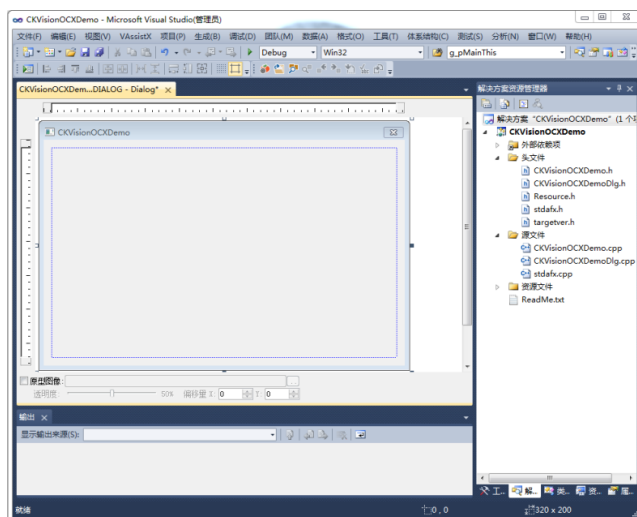 CKVisionOCXDemo - Microsoft Visual Studio(管理员)
文件(F) 编辑(E) 视图(V) VAssistX 项目(P) 生成(B) 调试(D) 团队(M) 数据(A) 格式(O) 工具(T) 体系结构(C) 测试(S) 分析(N) 窗口(W) 帮助(H)
Debug Win32 g_pMainThis
CKVisionOCXDem...DIALOG - Dialog*
CKVisionOCXDemo
原型图像:
透明度: 50% 偏移量 X: 0 Y: 0
输出
显示输出来源(S):
解决方案资源管理器
解决方案 "CKVisionOCXDemo" (1 个
CKVisionOCXDemo
外部依赖项
头文件
CKVisionOCXDemo.h
CKVisionOCXDemoDlg.h
Resource.h
stdafx.h
targetver.h
源文件
CKVisionOCXDemo.cpp
CKVisionOCXDemoDlg.cpp
stdafx.cpp
资源文件
ReadMe.txt
工... 解... 类... 资... 属...
就绪 0 , 0 320 x 200